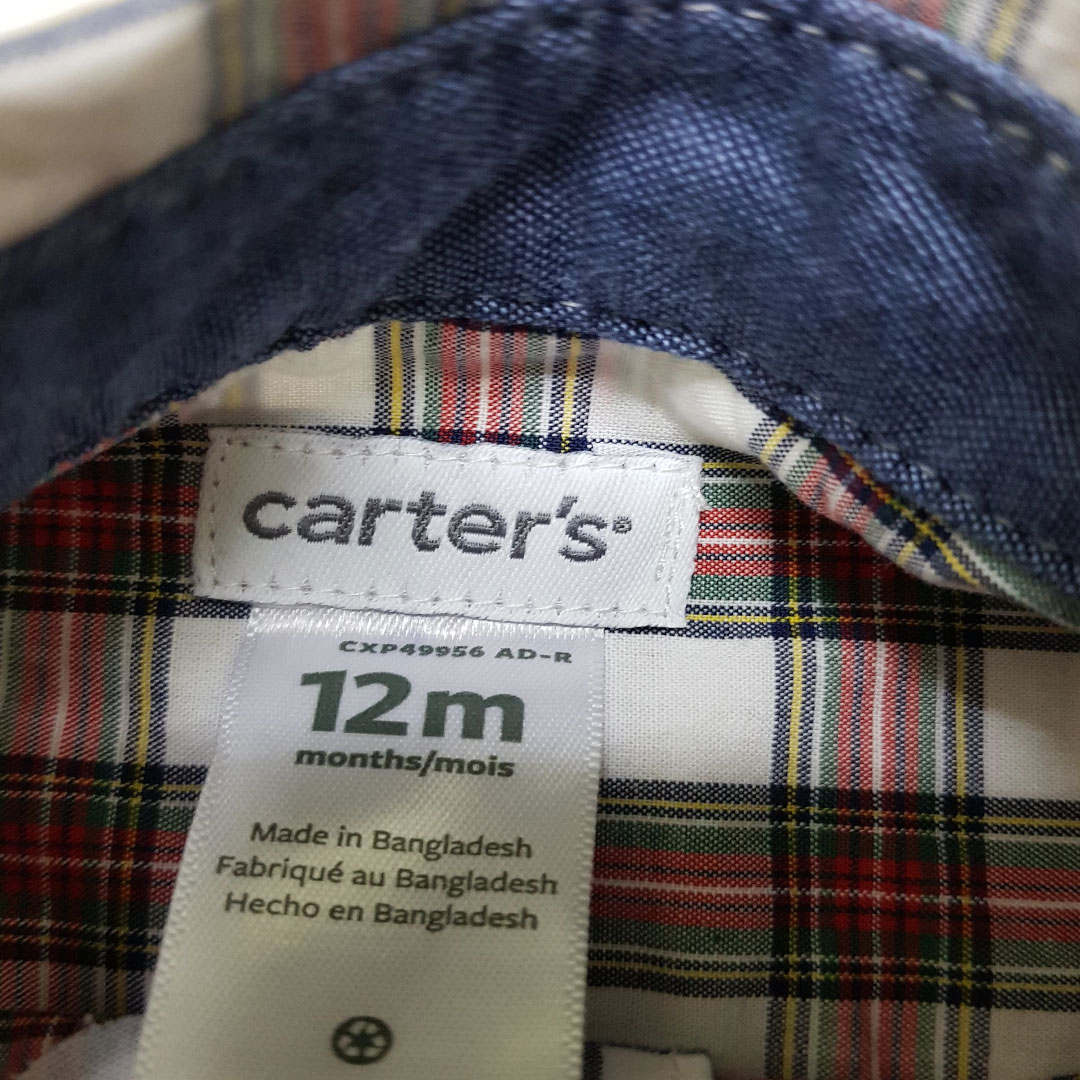 carter's®
CXP49956 AD-R
12m
months/mois
Made in Bangladesh
Fabriqué au Bangladesh
Hecho en Bangladesh